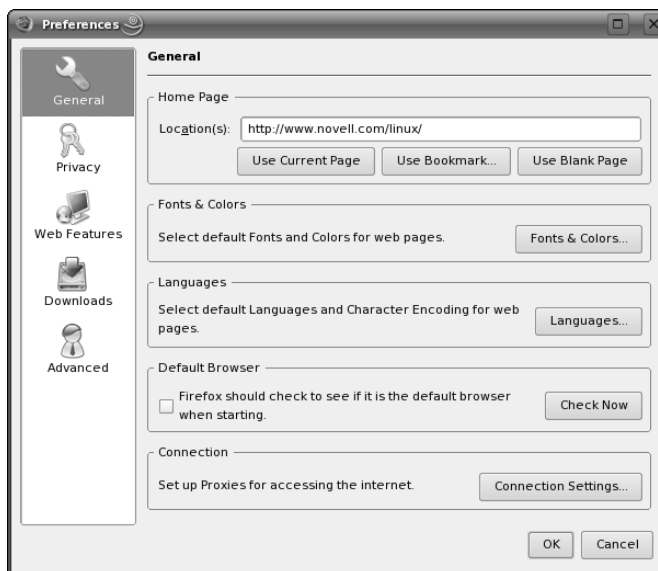 Preferences
General
Privacy
Web Features
Downloads
Advanced
General
Home Page
Location(s): http://www.novell.com/linux/
Use Current Page Use Bookmark... Use Blank Page
Fonts & Colors
Select default Fonts and Colors for web pages. Fonts & Colors...
Languages
Select default Languages and Character Encoding for web
pages.
Languages...
Default Browser
Firefox should check to see if it is the default browser
when starting.
Check Now
Connection
Set up Proxies for accessing the internet. Connection Settings...
OK Cancel